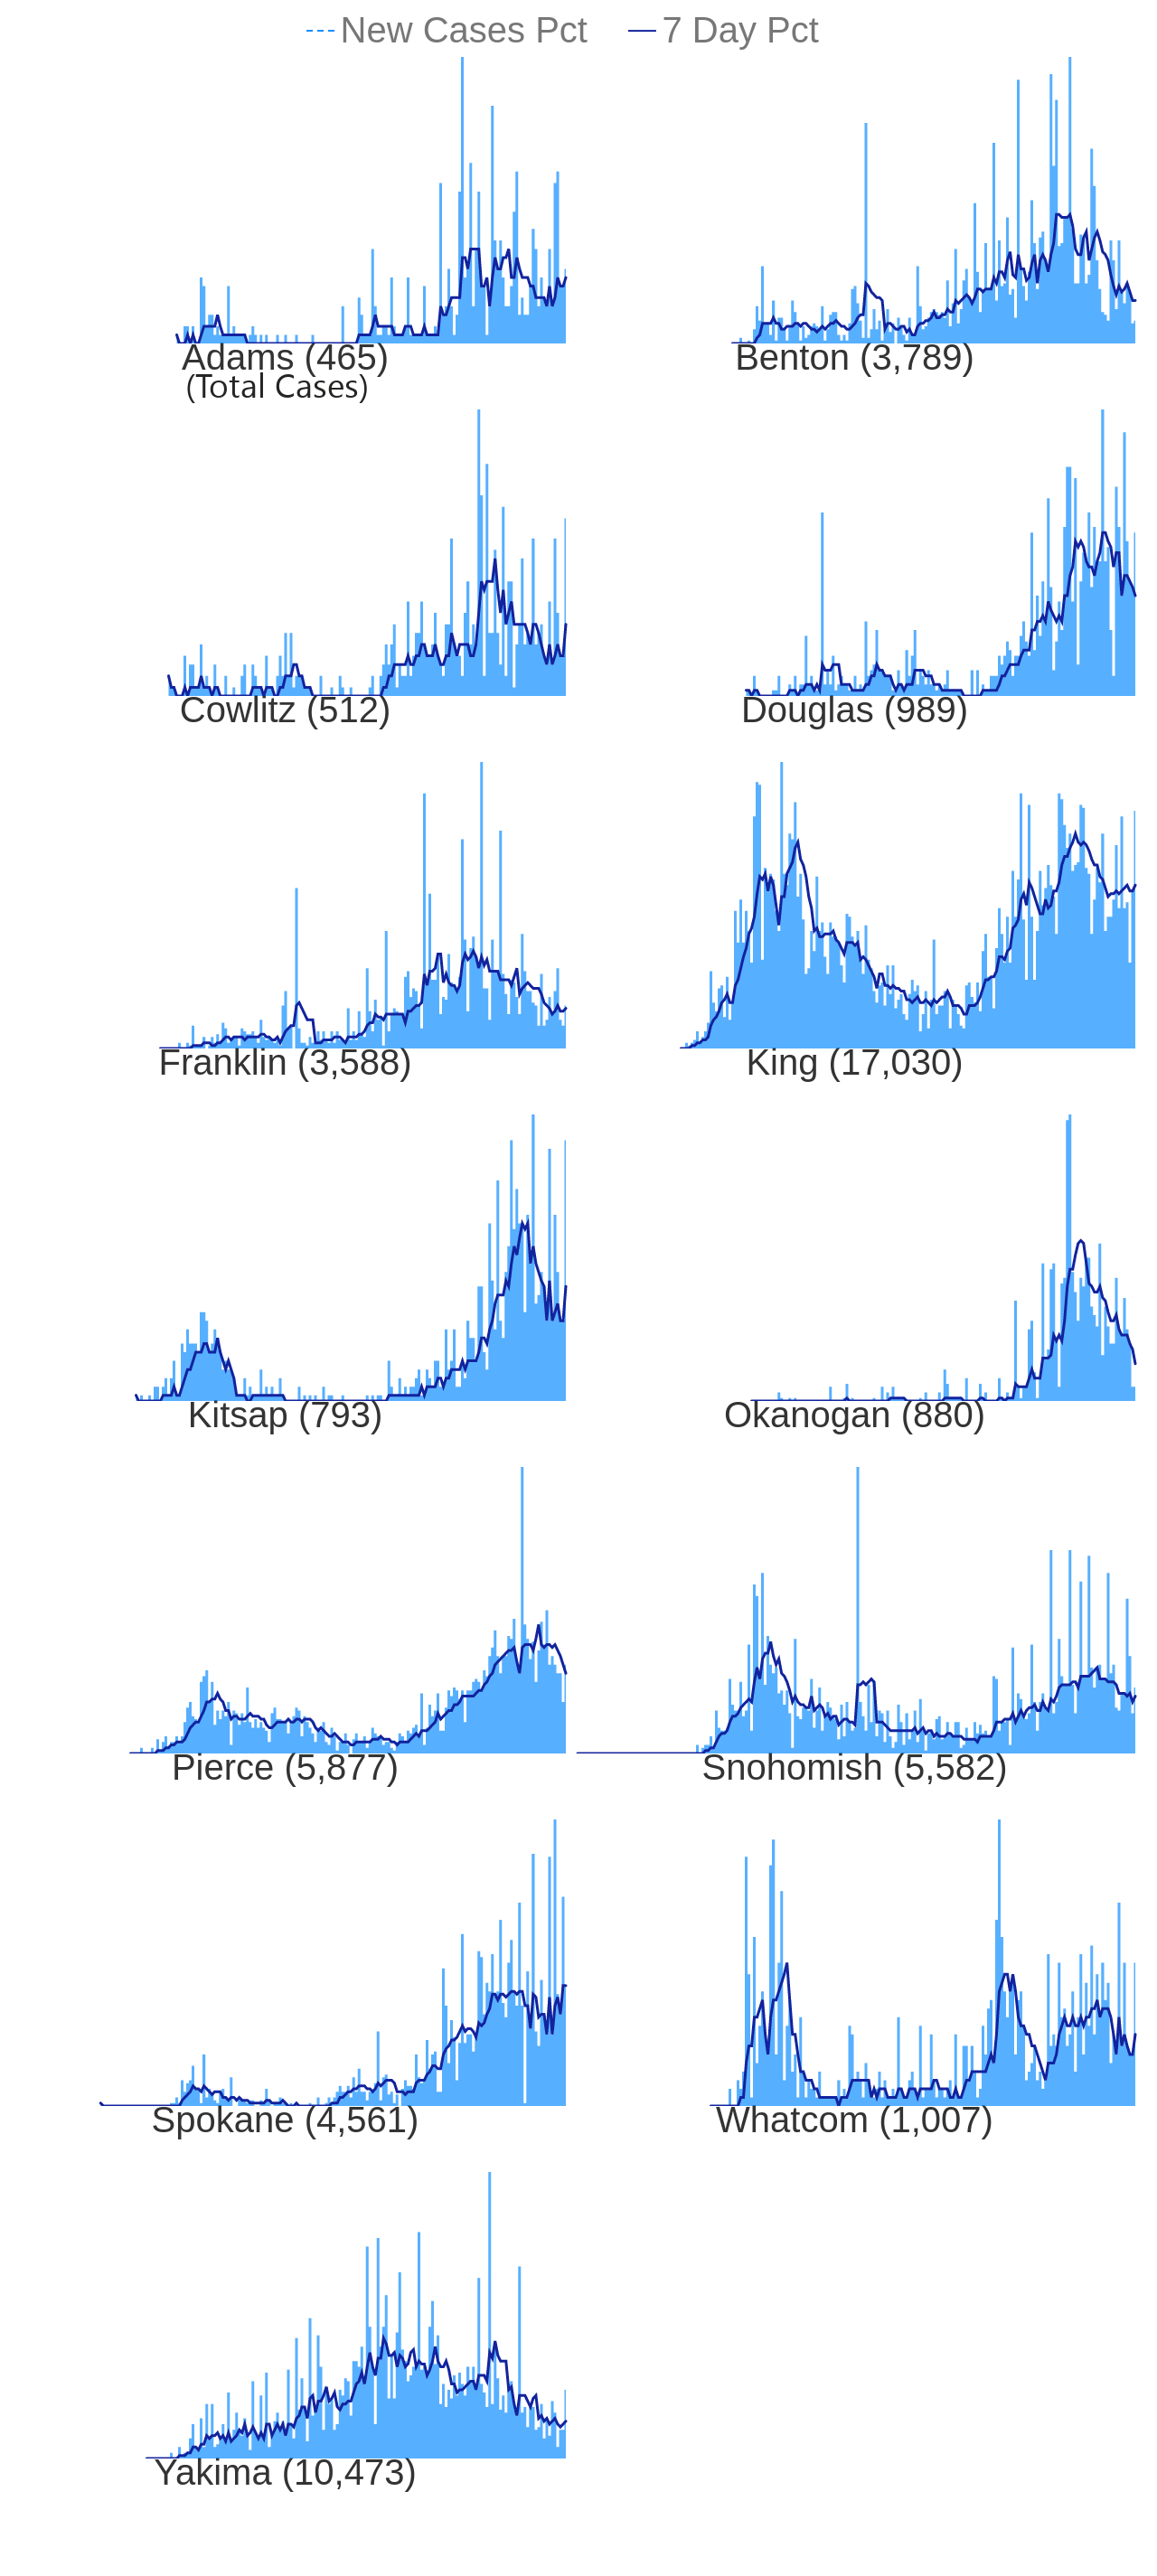 New Cases Pct 7 Day Pct
Adams (465) Benton (3,789)
(Total Cases)
Cowlitz (512) Douglas (989)
Franklin (3,588) King (17,030)
Kitsap (793) Okanogan (880)
Pierce (5,877) Snohomish (5,582)
Spokane (4,561) Whatcom (1,007)
Yakima (10,473)